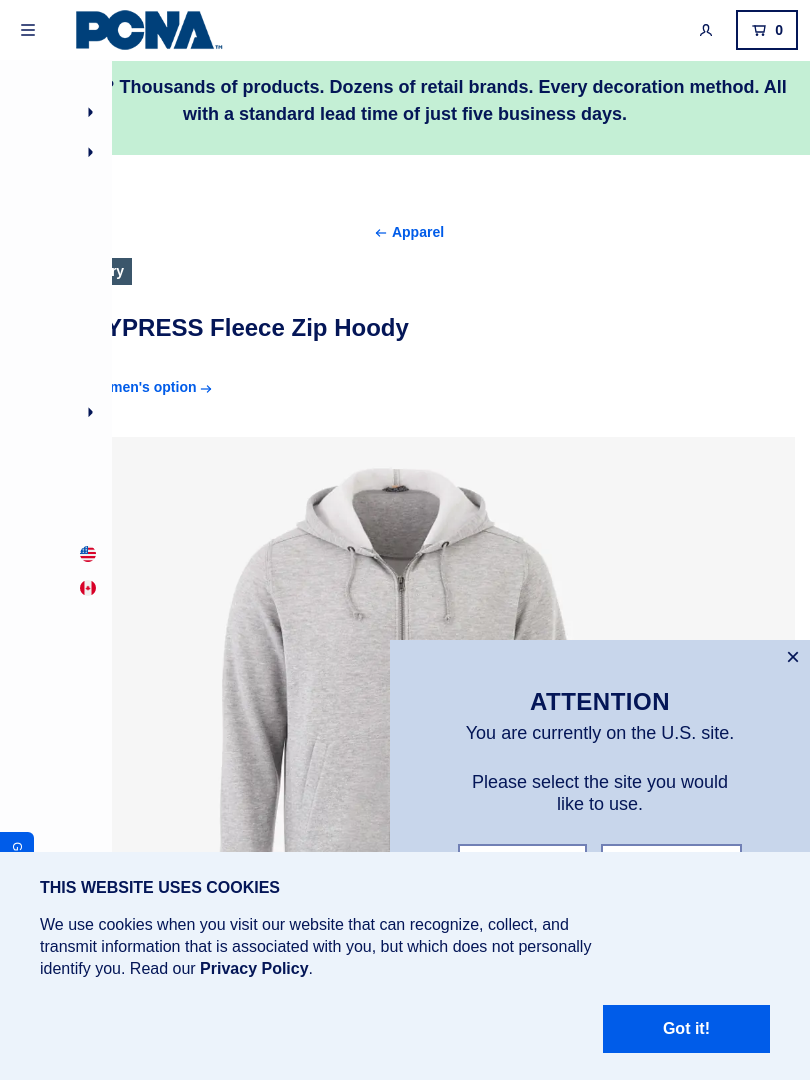 PCNA™
0
Thousands of products. Dozens of retail brands. Every decoration method. All
with a standard lead time of just five business days.
Apparel
ry
YPRESS Fleece Zip Hoody
men's option
ATTENTION
You are currently on the U.S. site.
Please select the site you would
like to use.
G
THIS WEBSITE USES COOKIES
We use cookies when you visit our website that can recognize, collect, and
transmit information that is associated with you, but which does not personally
identify you. Read our Privacy Policy.
Got it!